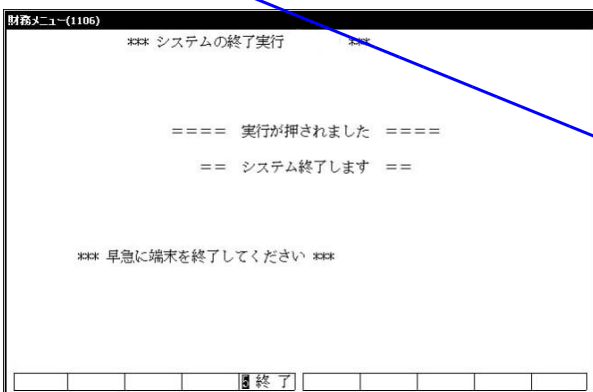 財務メニュー(1106)
*** システムの終了実行 ***
==== 実行が押されました ====
== システム終了します ==
*** 早急に端末を終了してください ***
終 了